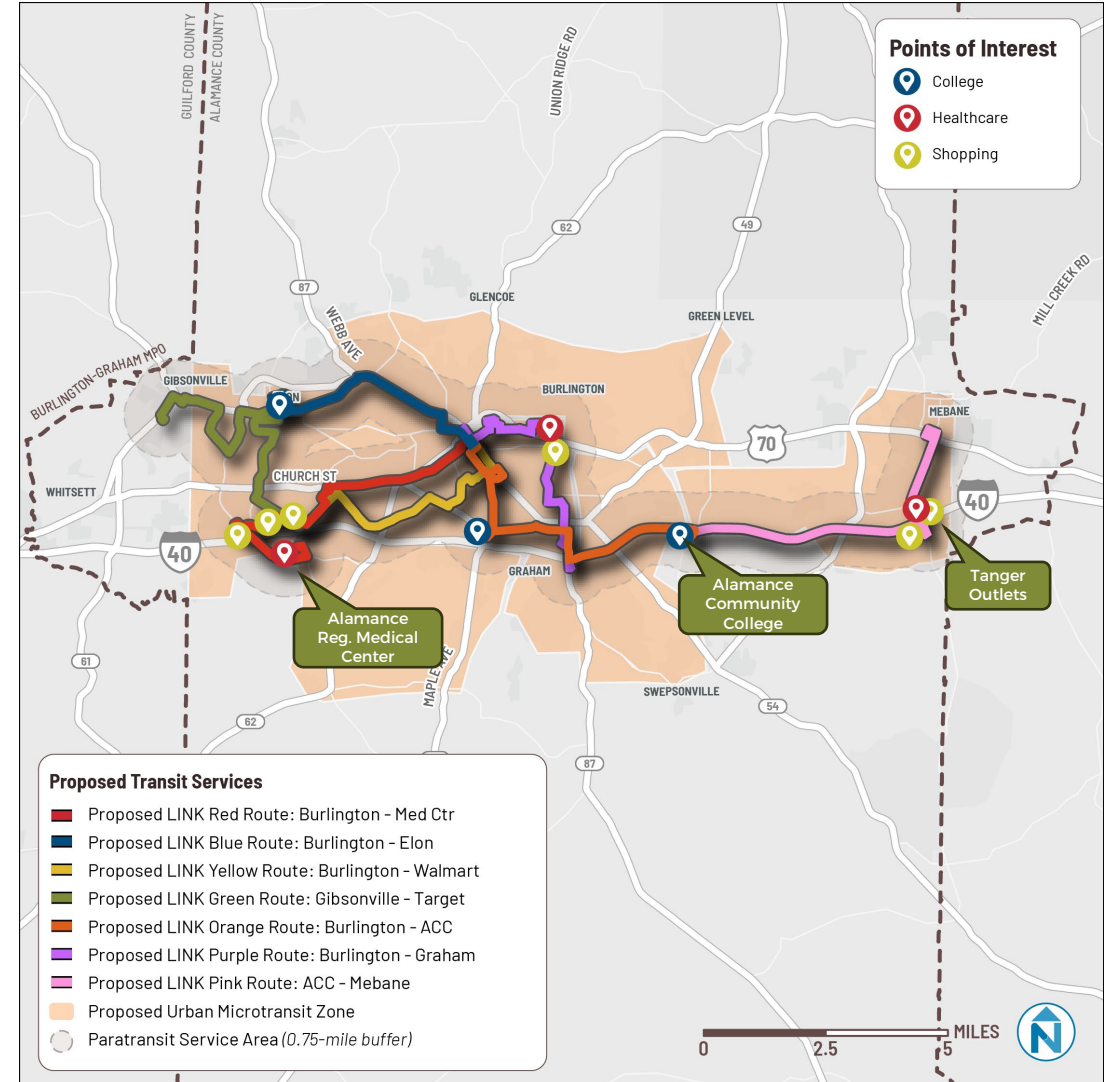 GUILFORD COUNTY
ALAMANCE COUNTY
UNION RIDGE RD
Points of Interest
College
Healthcare
Shopping
62
49
87
GLENCOE
MILL CREEK RD
WEBB AVE
GREEN LEVEL
BURLINGTON-GRAHAM MPO
GIBSONVILLE
ON
BURLINGTON
MEBANE
70
CHURCH ST
WHITSETT
40
40
GRAHAM
Alamance
Reg. Medical
Center
Alamance
Community
College
Tanger
Outlets
61
MAPLE AVE
SWEPSONVILLE
62
54
87
Proposed Transit Services
Proposed LINK Red Route: Burlington - Med Ctr
Proposed LINK Blue Route: Burlington - Elon
Proposed LINK Yellow Route: Burlington - Walmart
Proposed LINK Green Route: Gibsonville - Target
Proposed LINK Orange Route: Burlington - ACC
Proposed LINK Purple Route: Burlington - Graham
Proposed LINK Pink Route: ACC - Mebane
Proposed Urban Microtransit Zone
Paratransit Service Area (0.75-mile buffer)
MILES
0 2.5 5
N